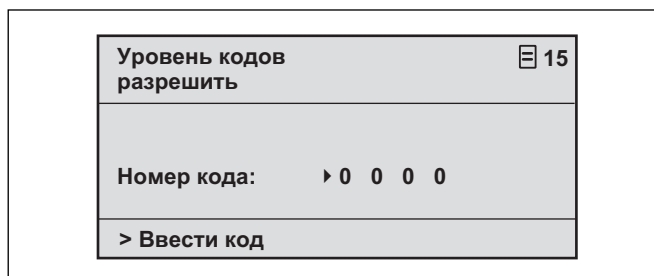 Уровень кодов 15
разрешить
Номер кода: 0 0 0 0
> Ввести код